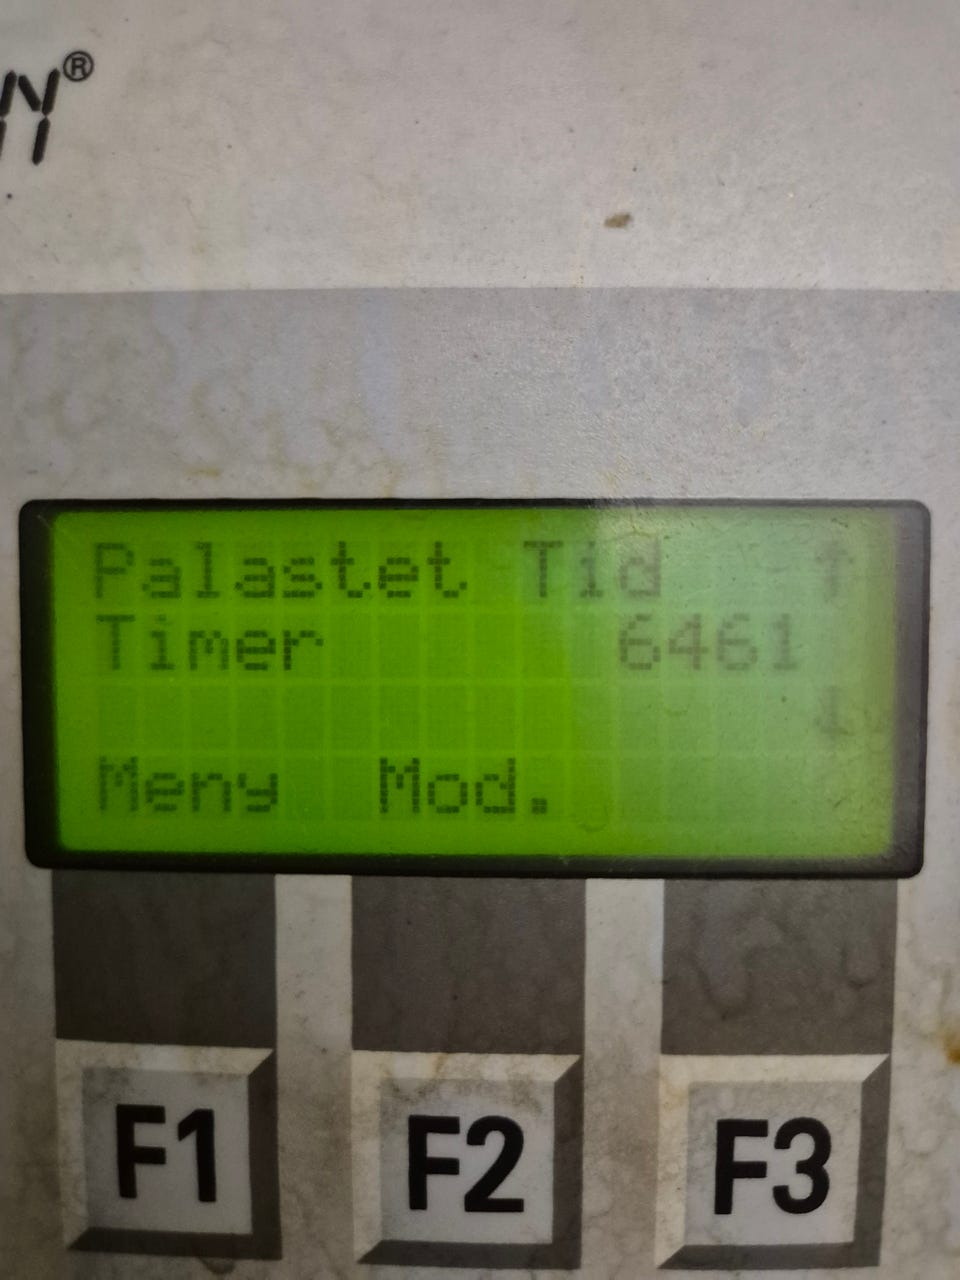 ®
Palastet Tid ↑
Timer 6461
↓
Meny Mod.
F1 F2 F3